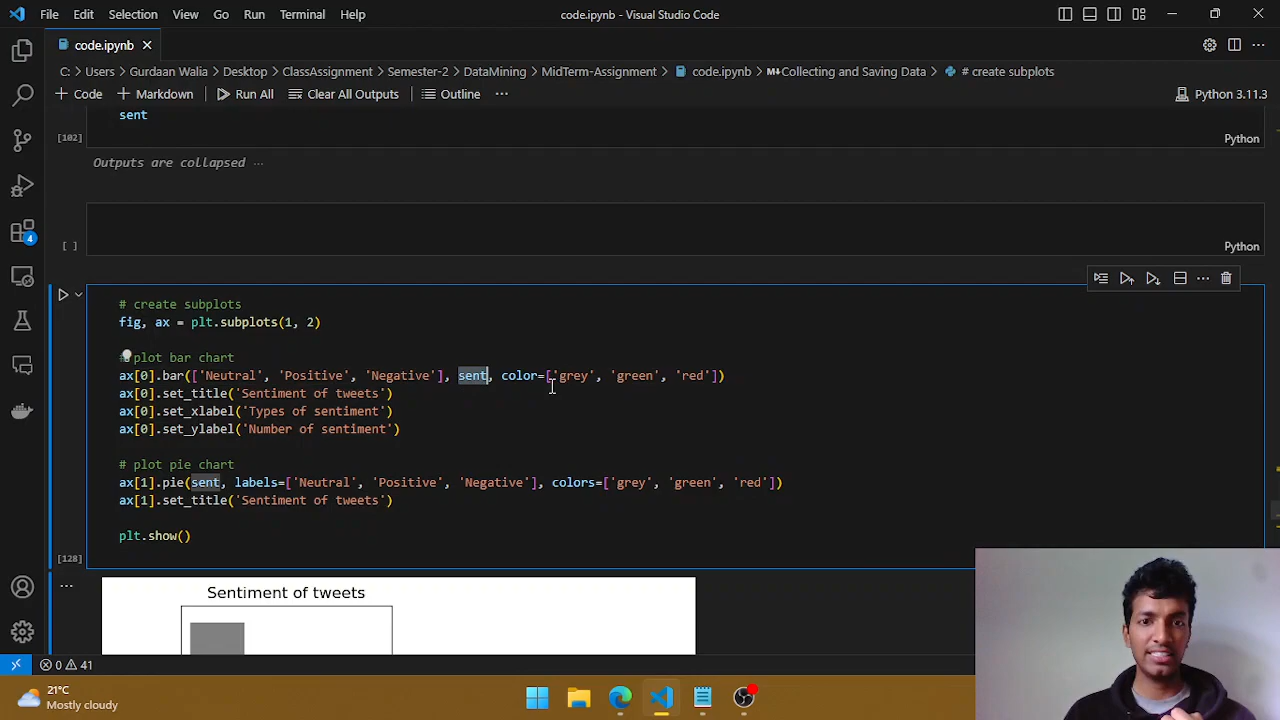 File Edit Selection View Go Run Terminal Help code.ipynb - Visual Studio Code
code.ipynb
C: > Users > Gurdaan Walia > Desktop > ClassAssignment > Semester-2 > DataMining > MidTerm-Assignment > code.ipynb > Collecting and Saving Data > # create subplots
+ Code + Markdown Run All Clear All Outputs Outline ... Python 3.11.3
sent
[102] Python
Outputs are collapsed ...
[ ] Python
# create subplots
fig, ax = plt.subplots(1, 2)
# plot bar chart
ax[0].bar(['Neutral', 'Positive', 'Negative'], sent, color=['grey', 'green', 'red'])
ax[0].set_title('Sentiment of tweets')
ax[0].set_xlabel('Types of sentiment')
ax[0].set_ylabel('Number of sentiment')
# plot pie chart
ax[1].pie(sent, labels=['Neutral', 'Positive', 'Negative'], colors=['grey', 'green', 'red'])
ax[1].set_title('Sentiment of tweets')
plt.show()
[128]
Sentiment of tweets
4
0 41
21°C
Mostly cloudy